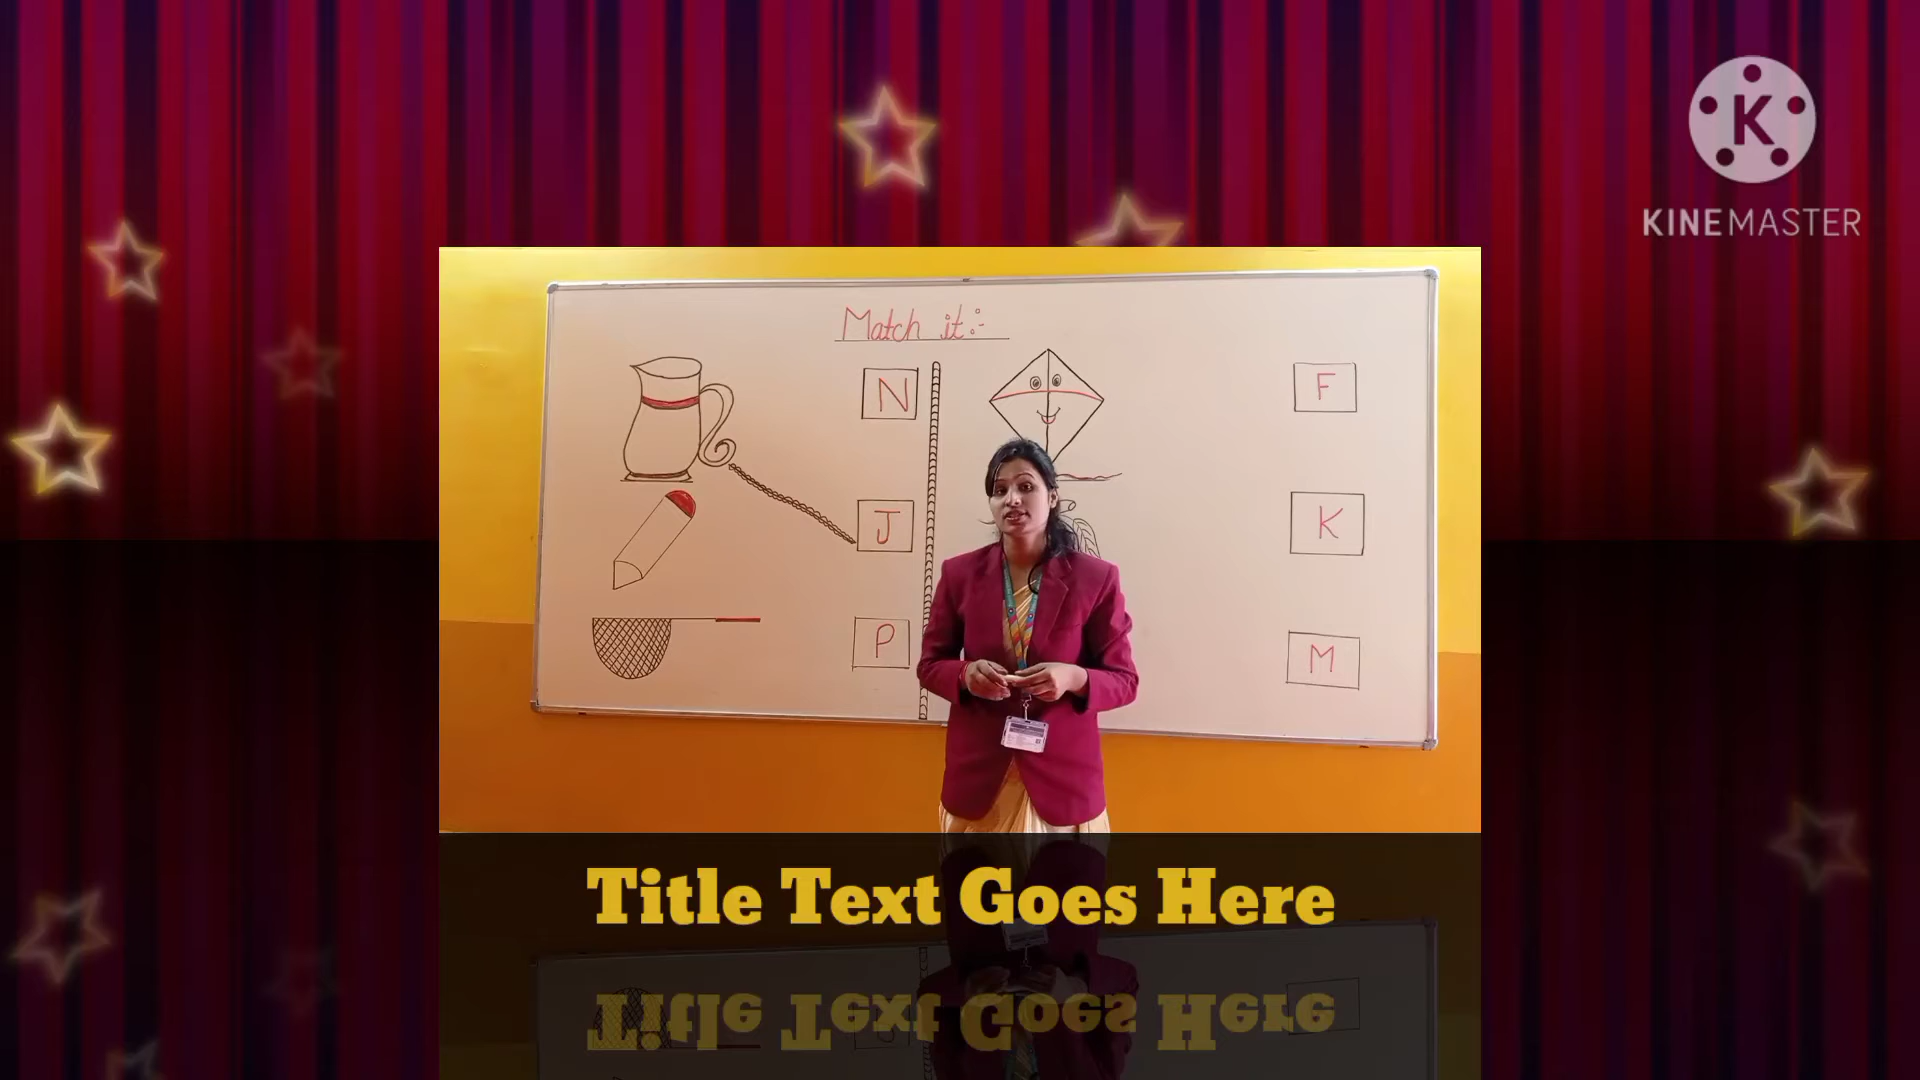 K
KINEMASTER
Match it:-
N
F
J
K
P
M
Title Text Goes Here